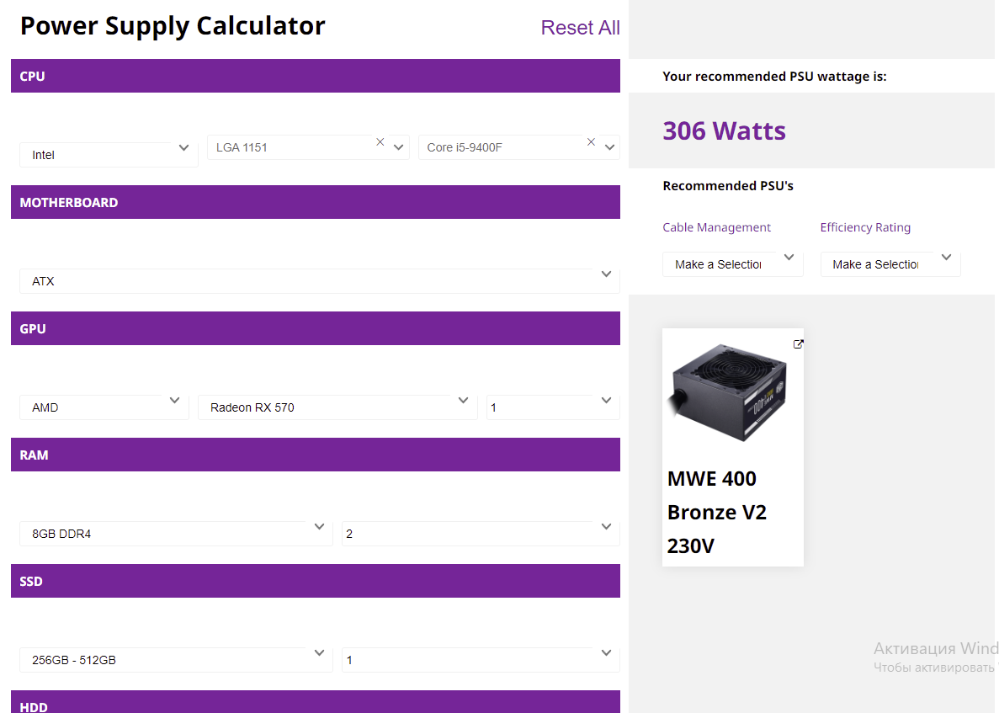 Power Supply Calculator
Reset All
CPU
Intel
LGA 1151
Core i5-9400F
MOTHERBOARD
ATX
GPU
AMD
Radeon RX 570
1
RAM
8GB DDR4
2
SSD
256GB - 512GB
1
HDD
Your recommended PSU wattage is:
306 Watts
Recommended PSU's
Cable Management
Efficiency Rating
Make a Selection
Make a Selection
MWE 400
Bronze V2
230V
Активация Wind
Чтобы активировать